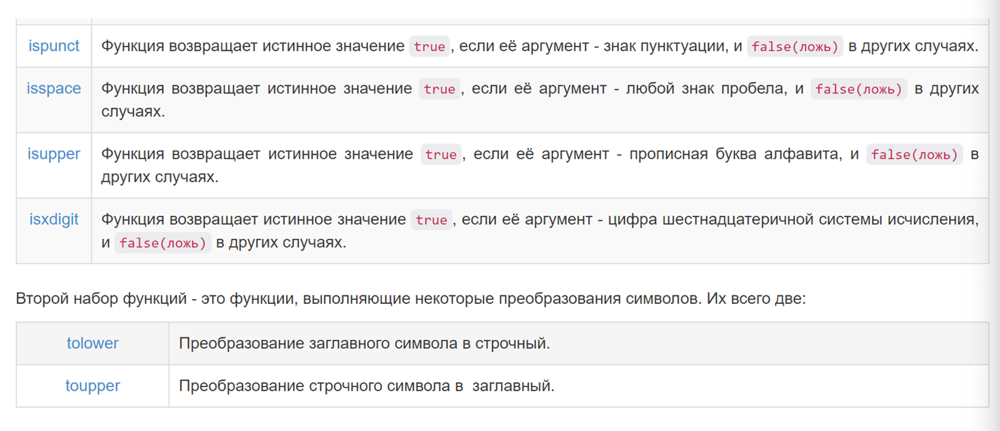 ispunct Функция возвращает истинное значение true, если её аргумент - знак пунктуации, и false(ложь) в других случаях.
isspace Функция возвращает истинное значение true, если её аргумент - любой знак пробела, и false(ложь) в других
случаях.
isupper Функция возвращает истинное значение true, если её аргумент - прописная буква алфавита, и false(ложь) в
других случаях.
isxdigit Функция возвращает истинное значение true, если её аргумент - цифра шестнадцатеричной системы исчисления,
и false(ложь) в других случаях.
Второй набор функций - это функции, выполняющие некоторые преобразования символов. Их всего две:
tolower Преобразование заглавного символа в строчный.
toupper Преобразование строчного символа в заглавный.